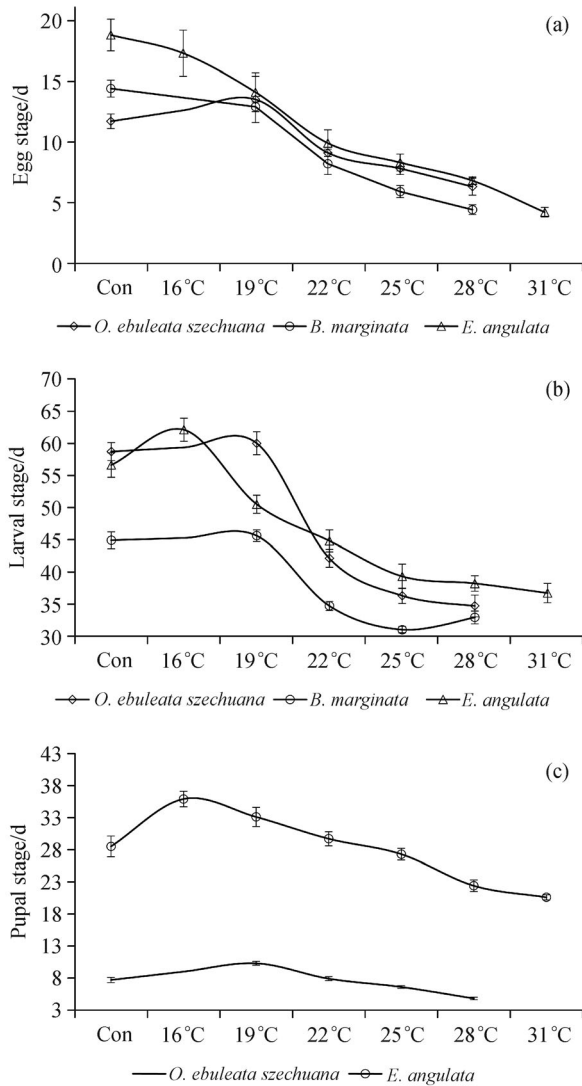 (a)
20
15
10
5
0
Egg stage/d
Con 16°C 19°C 22°C 25°C 28°C 31°C
O. ebuleata szechuana B. marginata E. angulata
(b)
70
65
60
55
50
45
40
35
30
Larval stage/d
Con 16°C 19°C 22°C 25°C 28°C 31°C
O. ebuleata szechuana B. marginata E. angulata
(c)
43
38
33
28
23
18
13
8
3
Pupal stage/d
Con 16°C 19°C 22°C 25°C 28°C 31°C
O. ebuleata szechuana E. angulata